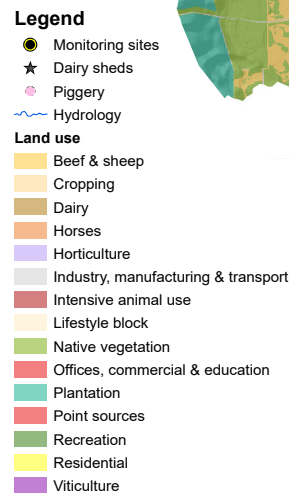 Legend
Monitoring sites
Dairy sheds
Piggery
Hydrology
Land use
Beef & sheep
Cropping
Dairy
Horses
Horticulture
Industry, manufacturing & transport
Intensive animal use
Lifestyle block
Native vegetation
Offices, commercial & education
Plantation
Point sources
Recreation
Residential
Viticulture